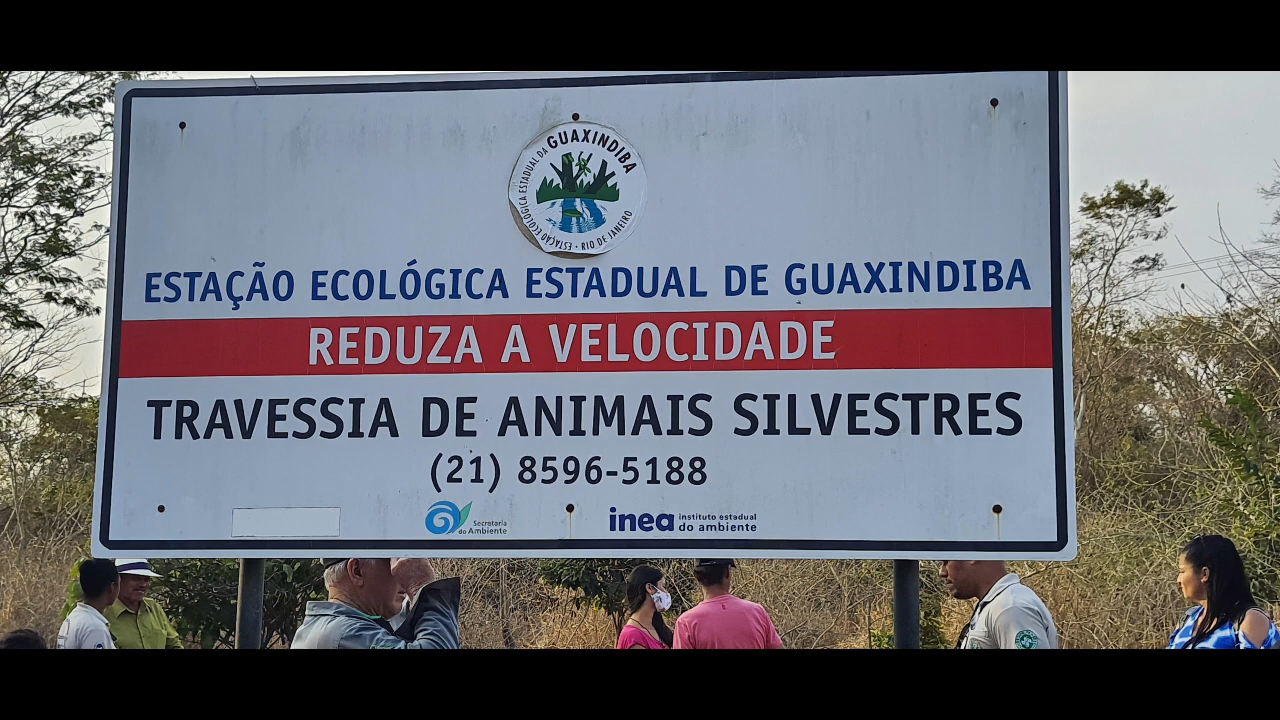 ESTAÇÃO ECOLÓGICA ESTADUAL DA GUAXINDIBA
• RIO DE JANEIRO
ESTAÇÃO ECOLÓGICA ESTADUAL DE GUAXINDIBA
REDUZA A VELOCIDADE
TRAVESSIA DE ANIMAIS SILVESTRES
(21) 8596-5188
Secretaria
do Ambiente
inea instituto estadual
do ambiente